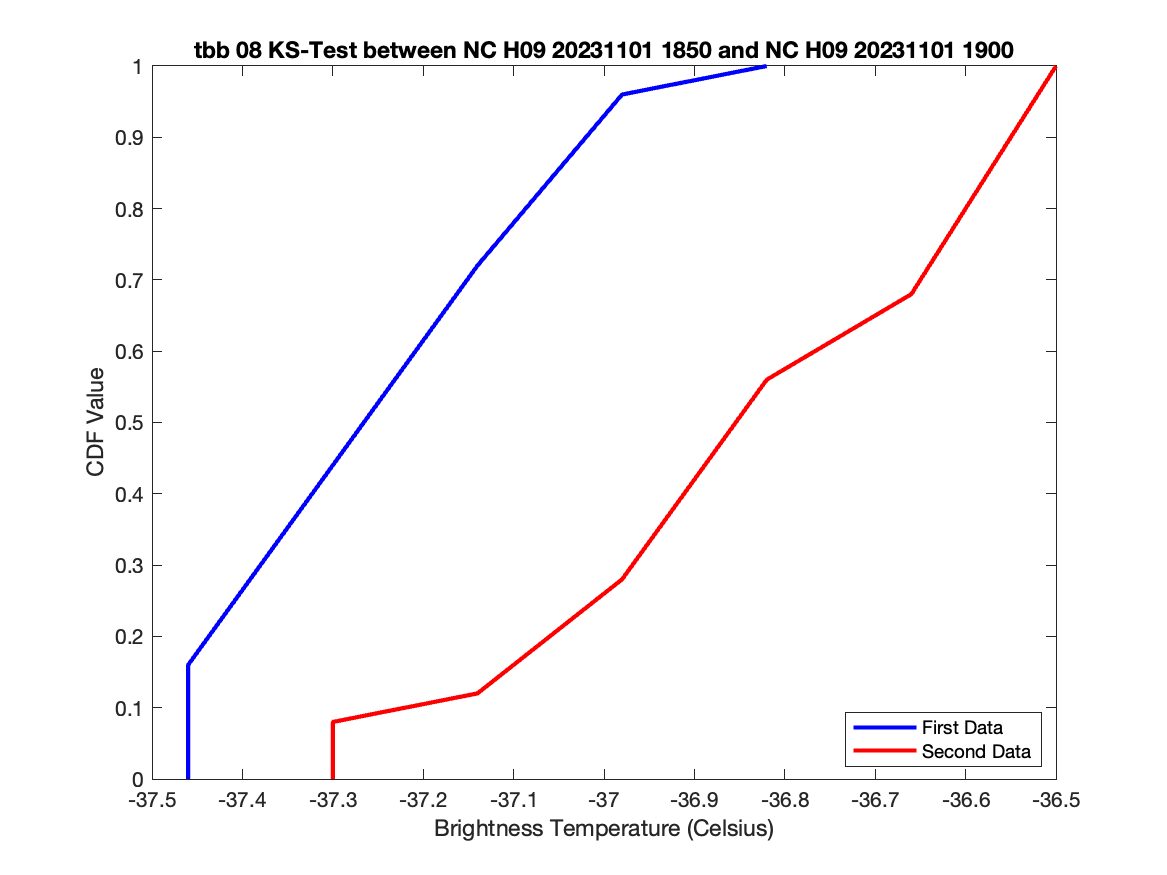 tbb 08 KS-Test between NC H09 20231101 1850 and NC H09 20231101 1900
1
0.9
0.8
0.7
0.6
0.5
0.4
0.3
0.2
0.1
0
CDF Value
First Data
Second Data
-37.5 -37.4 -37.3 -37.2 -37.1 -37 -36.9 -36.8 -36.7 -36.6 -36.5
Brightness Temperature (Celsius)